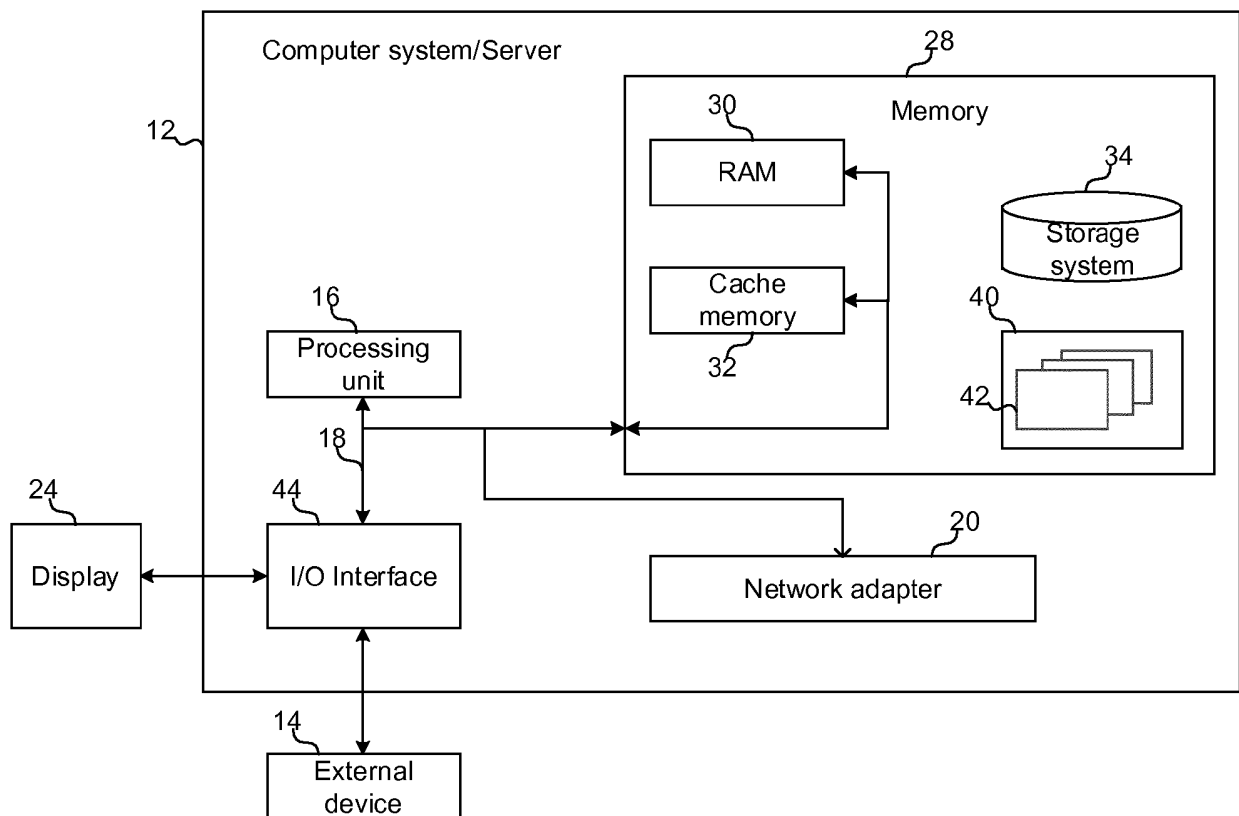 Computer system/Server
28
12
Memory
30
RAM
34
Storage
system
Cache
memory
32
16
Processing
unit
40
42
18
24
44
Display
I/O Interface
20
Network adapter
14
External
device